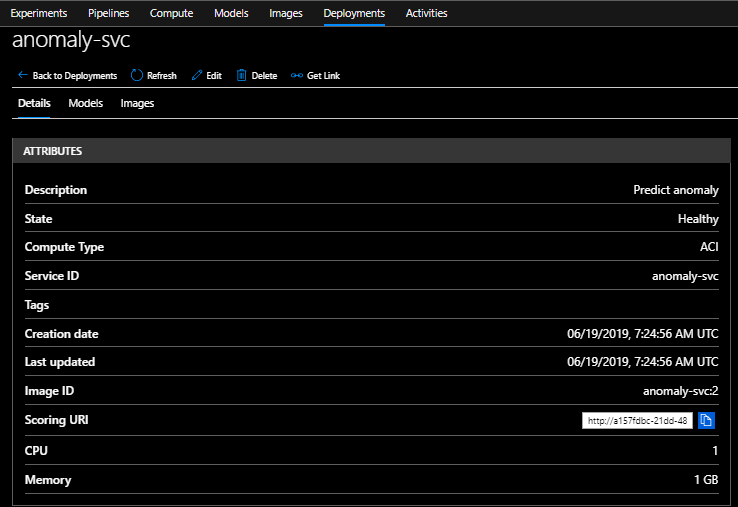 Experiments Pipelines Compute Models Images Deployments Activities
anomaly-svc
Back to Deployments Refresh Edit Delete Get Link
Details Models Images
ATTRIBUTES
Description Predict anomaly
State Healthy
Compute Type ACI
Service ID anomaly-svc
Tags
Creation date 06/19/2019, 7:24:56 AM UTC
Last updated 06/19/2019, 7:24:56 AM UTC
Image ID anomaly-svc:2
Scoring URI http://a157fdbc-21dd-48
CPU 1
Memory 1 GB